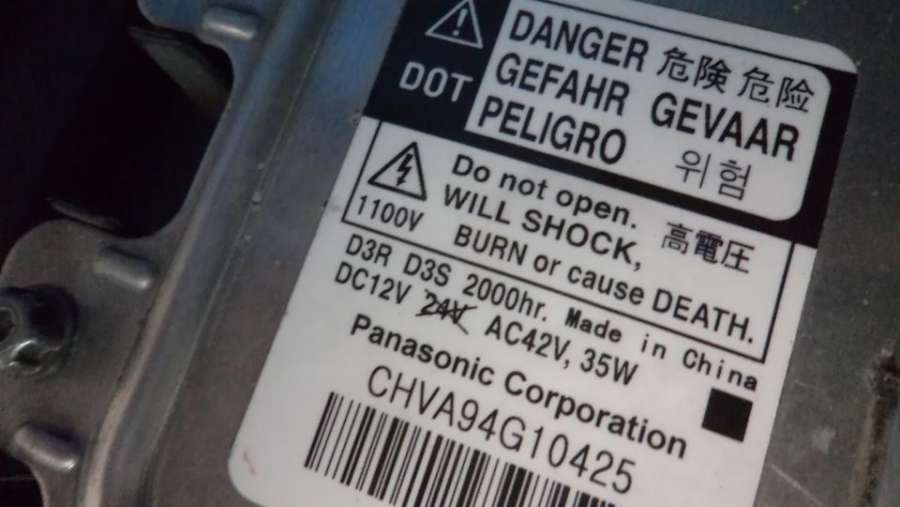 DOT
DANGER 危険 危险
GEFAHR GEVAAR
PELIGRO 위험
1100V
Do not open.
WILL SHOCK, 高電圧
BURN or cause DEATH.
D3R D3S 2000hr. Made in China
DC12V 24V AC42V, 35W
Panasonic Corporation
CHVA94G10425